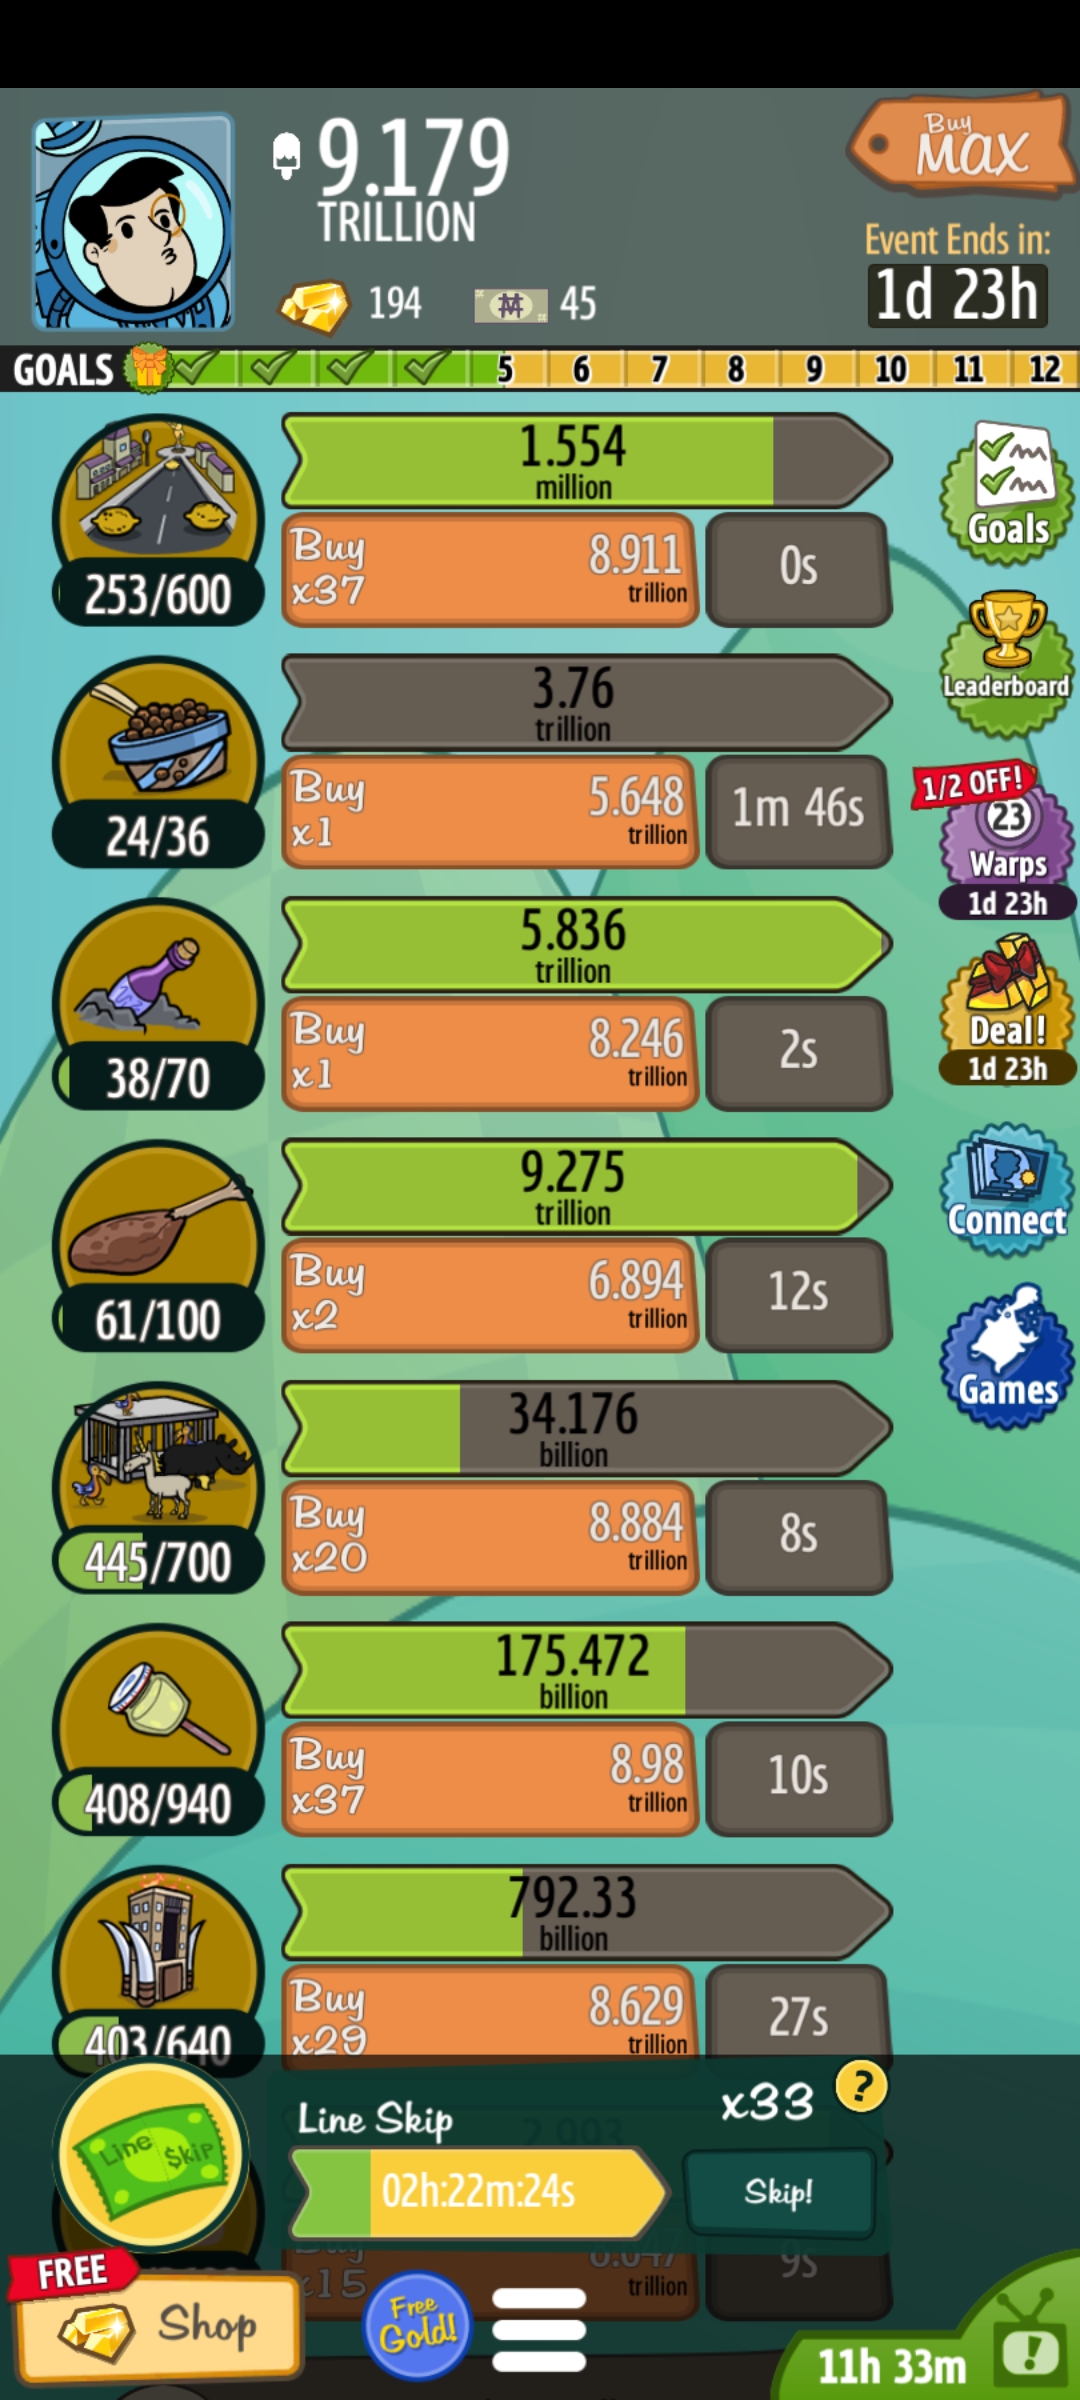 9.179
TRILLION
Buy
MAX
194
45
Event Ends in:
1d 23h
GOALS
5
6
7
8
9
10
11
12
1.554
million
Buy
x37
8.911
trillion
0s
253/600
Goals
3.76
trillion
Buy
x1
5.648
trillion
1m 46s
24/36
Leaderboard
1/2 OFF!
23
Warps
1d 23h
5.836
trillion
Buy
x1
8.246
trillion
2s
38/70
Deal!
1d 23h
9.275
trillion
Buy
x2
6.894
trillion
12s
61/100
Connect
Games
34.176
billion
Buy
x20
8.884
trillion
8s
445/700
175.472
billion
Buy
x37
8.98
trillion
10s
408/940
792.33
billion
Buy
x29
8.629
trillion
27s
403/640
Line Skip
Line Skip
x33
?
02h:22m:24s
Skip!
x15
trillion
9s
FREE
Shop
Free
Gold!
11h 33m
!